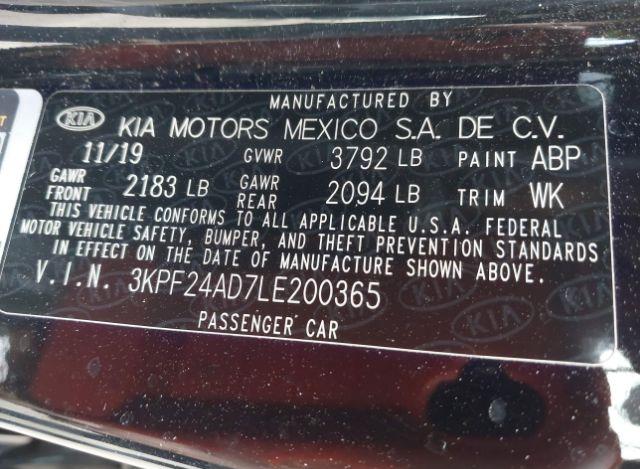 MANUFACTURED BY
KIA KIA MOTORS MEXICO S.A. DE C.V.
11/19 GVWR 3792 LB PAINT ABP
GAWR FRONT 2183 LB GAWR REAR 2094 LB TRIM WK
THIS VEHICLE CONFORMS TO ALL APPLICABLE U.S.A. FEDERAL
MOTOR VEHICLE SAFETY, BUMPER, AND THEFT PREVENTION STANDARDS
IN EFFECT ON THE DATE OF MANUFACTURE SHOWN ABOVE.
V.I.N. 3KPF24AD7LE200365
PASSENGER CAR